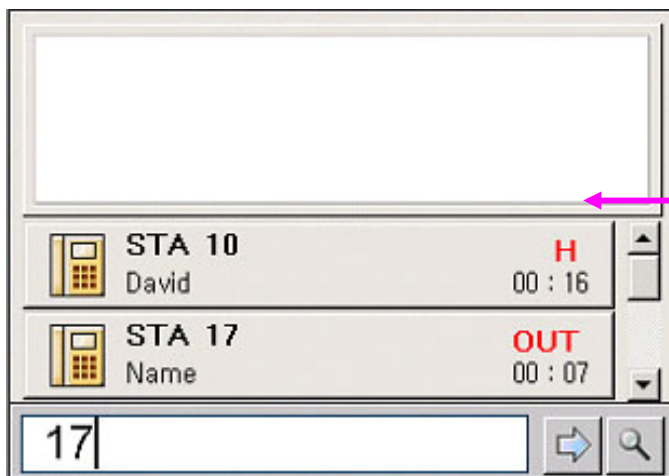 STA 10 H
David 00 : 16
STA 17 OUT
Name 00 : 07
17